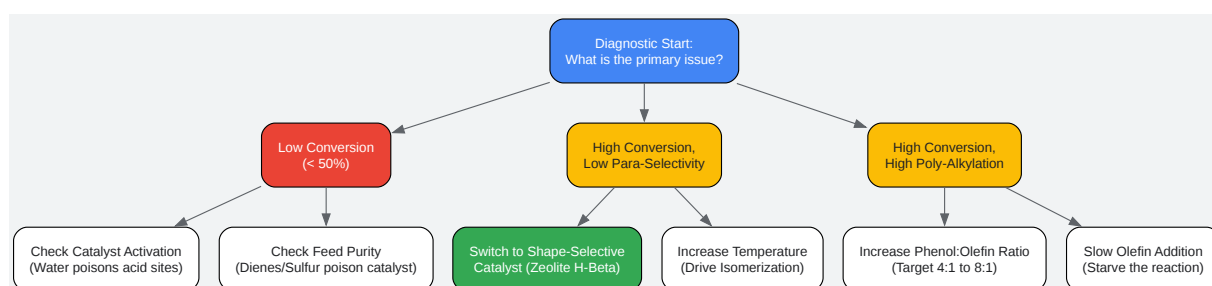 Diagnostic Start:
What is the primary issue?
Low Conversion
(< 50%)
High Conversion,
Low Para-Selectivity
High Conversion,
High Poly-Alkylation
Check Catalyst Activation
(Water poisons acid sites)
Check Feed Purity
(Dienes/Sulfur poison catalyst)
Switch to Shape-Selective
Catalyst (Zeolite H-Beta)
Increase Temperature
(Drive Isomerization)
Increase Phenol:Olefin Ratio
(Target 4:1 to 8:1)
Slow Olefin Addition
(Starve the reaction)